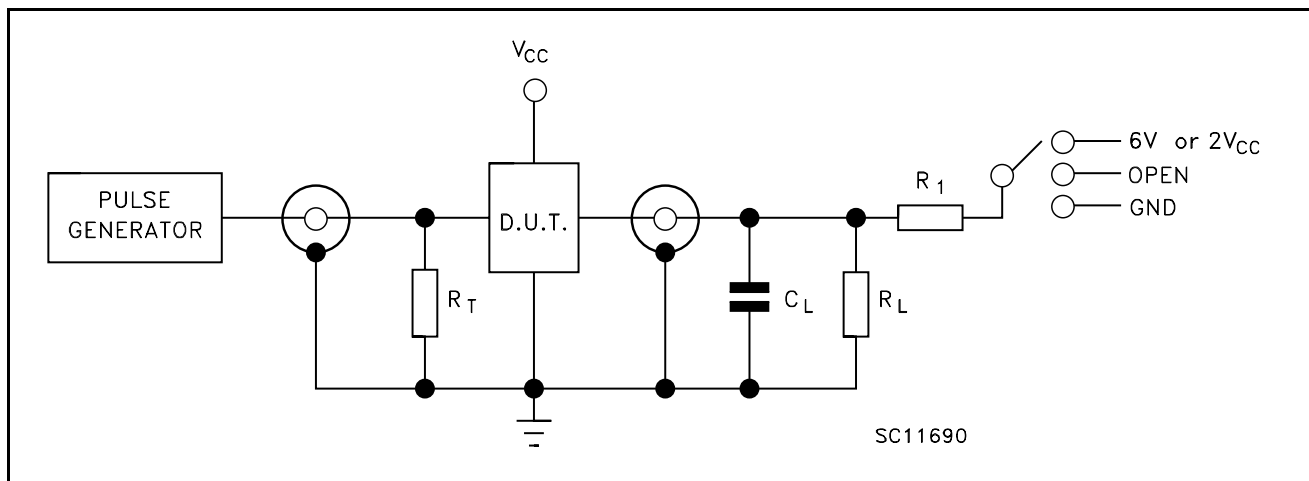 VCC
PULSE
GENERATOR
D.U.T.
RT
CL
RL
R1
6V or 2VCC
OPEN
GND
SC11690